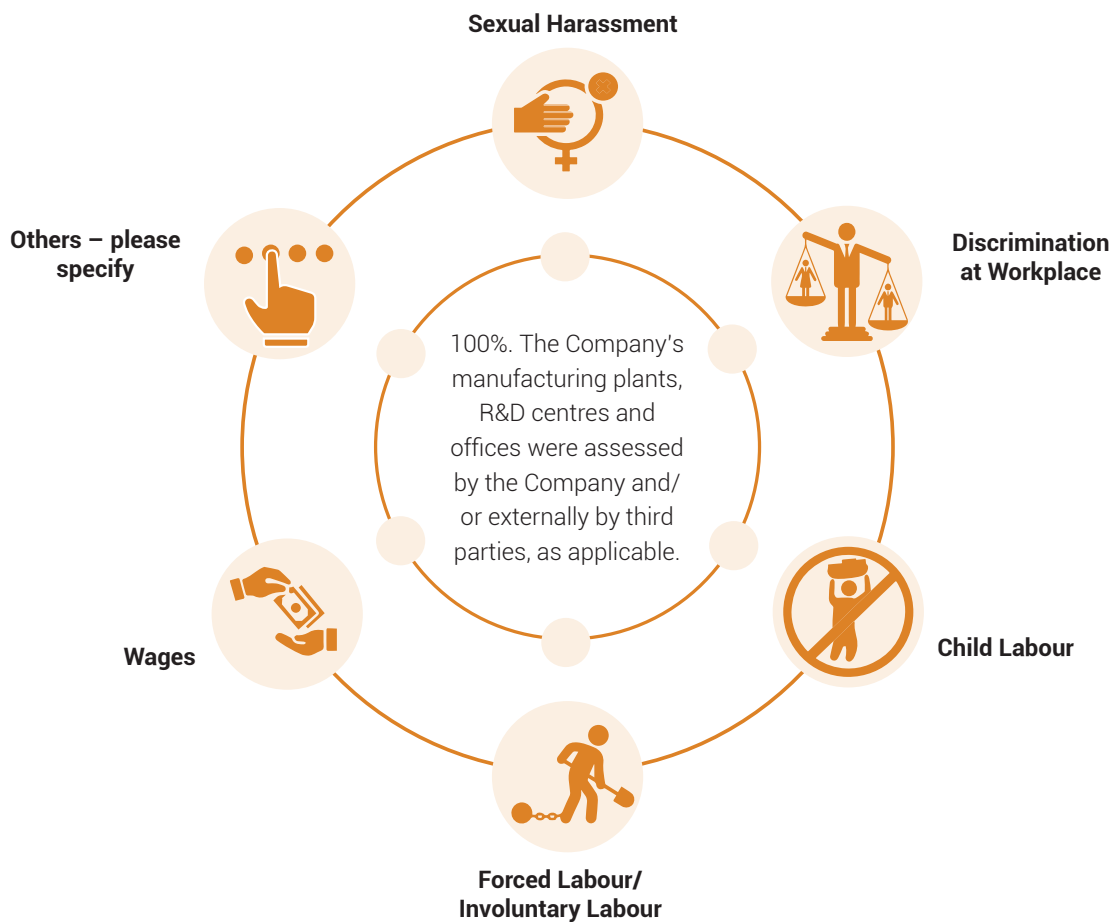 Sexual Harassment
Others – please
specify
Discrimination
at Workplace
100%. The Company's
manufacturing plants,
R&D centres and
offices were assessed
by the Company and/
or externally by third
parties, as applicable.
Wages
Child Labour
Forced Labour/
Involuntary Labour